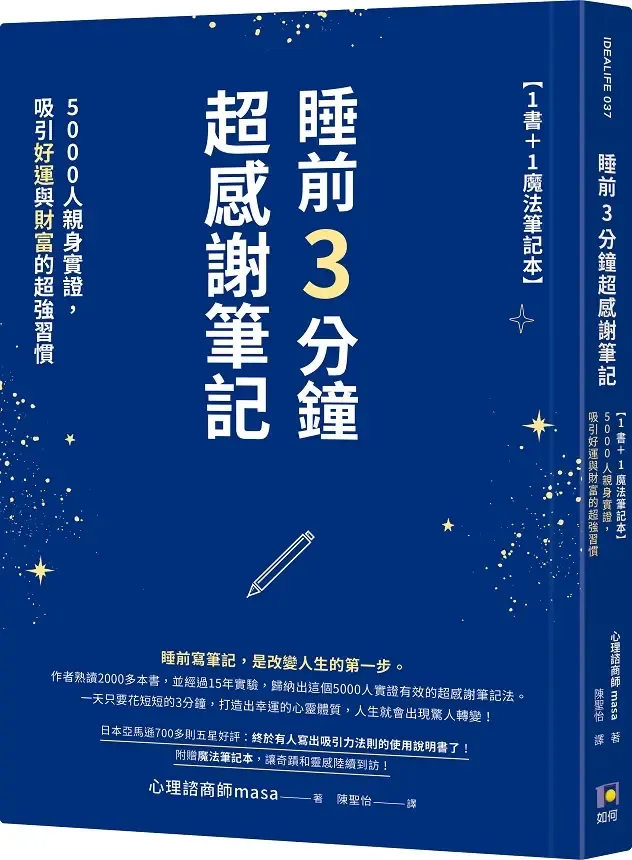 【1書＋1魔法筆記本】
睡前3分鐘
超感謝筆記
5000人親身實證，
吸引好運與財富的超強習慣
睡前寫筆記，是改變人生的第一步。
作者熟讀2000多本書，並經過15年實驗，歸納出這個5000人實證有效的超感謝筆記法。
一天只要花短短的3分鐘，打造出幸運的心靈體質，人生就會出現驚人轉變！
日本亞馬遜700多則五星好評：終於有人寫出吸引力法則的使用說明書了！
附贈魔法筆記本，讓奇蹟和靈感陸續到訪！
心理諮商師masa——著 陳聖怡——譯
IDEALIFE 037
睡前3分鐘超感謝筆記
【1書＋1魔法筆記本】
5000人親身實證，
吸引好運與財富的超強習慣
心理諮商師masa 著
陳聖怡 譯
如何